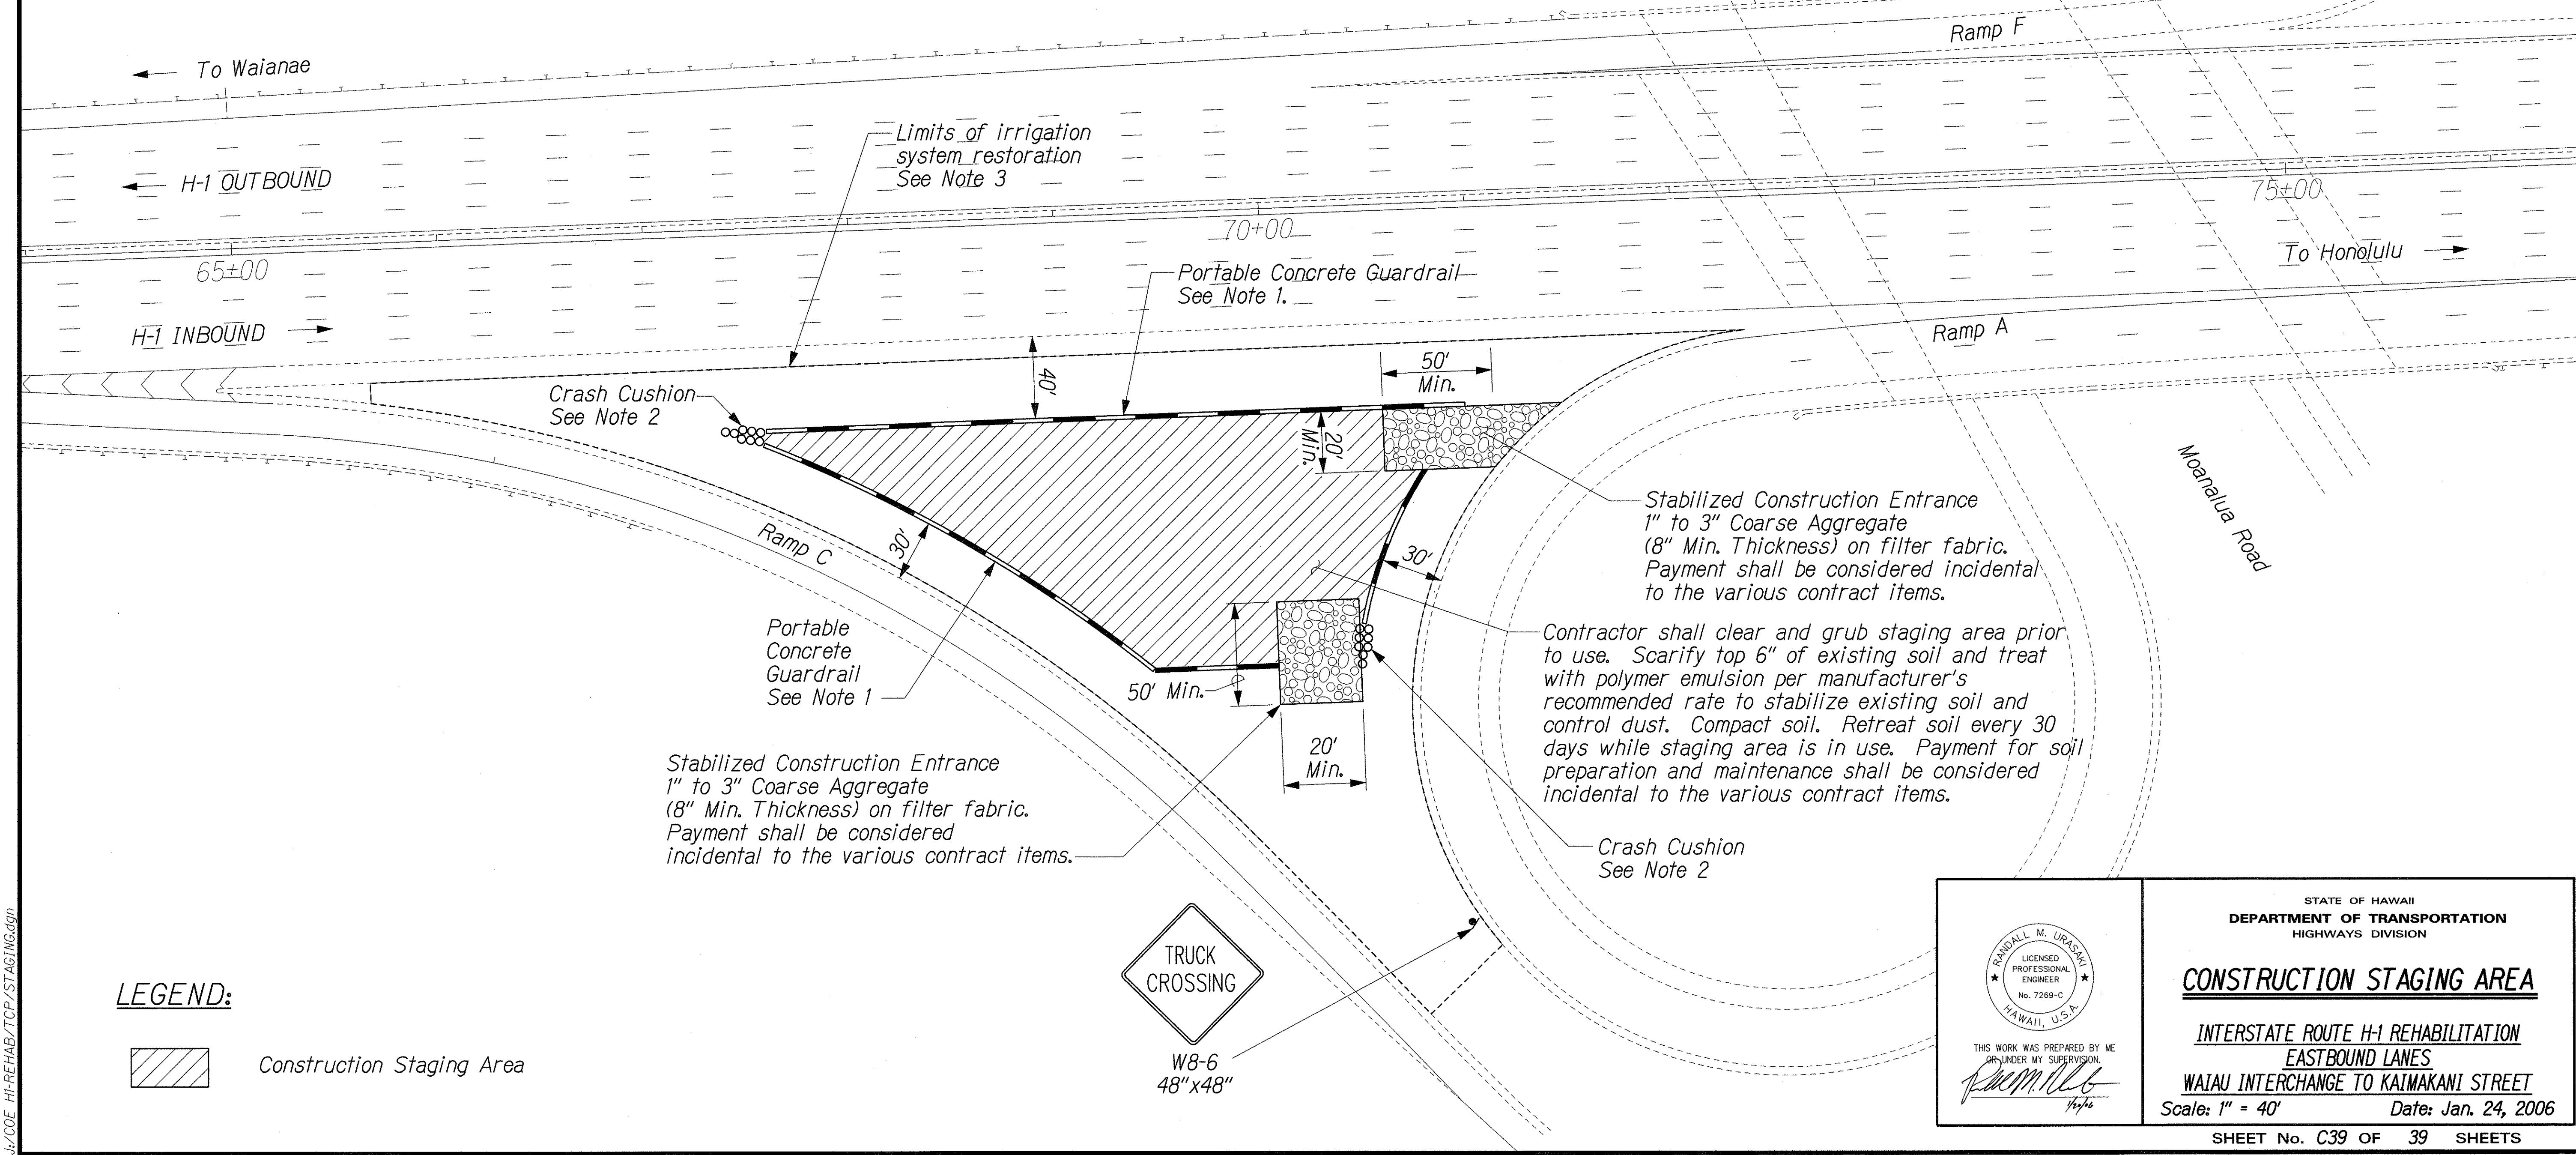 Ramp F
To Waianae
Limits of irrigation
system restoration
See Note 3
H-1 OUTBOUND
75+00
70+00
65+00
To Honolulu
Portable Concrete Guardrail
See Note 1.
H-1 INBOUND
Ramp A
50'
Min.
40'
Crash Cushion
See Note 2
20'
Min.
Moanalua Road
Stabilized Construction Entrance
1" to 3" Coarse Aggregate
(8" Min. Thickness) on filter fabric.
Payment shall be considered incidental
to the various contract items.
Ramp C
30'
30'
Portable
Concrete
Guardrail
See Note 1
Contractor shall clear and grub staging area prior
to use. Scarify top 6" of existing soil and treat
with polymer emulsion per manufacturer's
recommended rate to stabilize existing soil and
control dust. Compact soil. Retreat soil every 30
days while staging area is in use. Payment for soil
preparation and maintenance shall be considered
incidental to the various contract items.
50' Min.
20'
Min.
Stabilized Construction Entrance
1" to 3" Coarse Aggregate
(8" Min. Thickness) on filter fabric.
Payment shall be considered
incidental to the various contract items.
Crash Cushion
See Note 2
TRUCK
CROSSING
W8-6
48"x48"
LEGEND:
Construction Staging Area
J:/COE H1-REHAB/TCP/STAGING.dgn
RANDALL M. URASAKI
LICENSED
PROFESSIONAL
ENGINEER
No. 7269-C
HAWAII, U.S.A.
THIS WORK WAS PREPARED BY ME
OR UNDER MY SUPERVISION.
1/20/06
STATE OF HAWAII
DEPARTMENT OF TRANSPORTATION
HIGHWAYS DIVISION
CONSTRUCTION STAGING AREA
INTERSTATE ROUTE H-1 REHABILITATION
EASTBOUND LANES
WAIAU INTERCHANGE TO KAIMAKANI STREET
Scale: 1" = 40' Date: Jan. 24, 2006
SHEET No. C39 OF 39 SHEETS